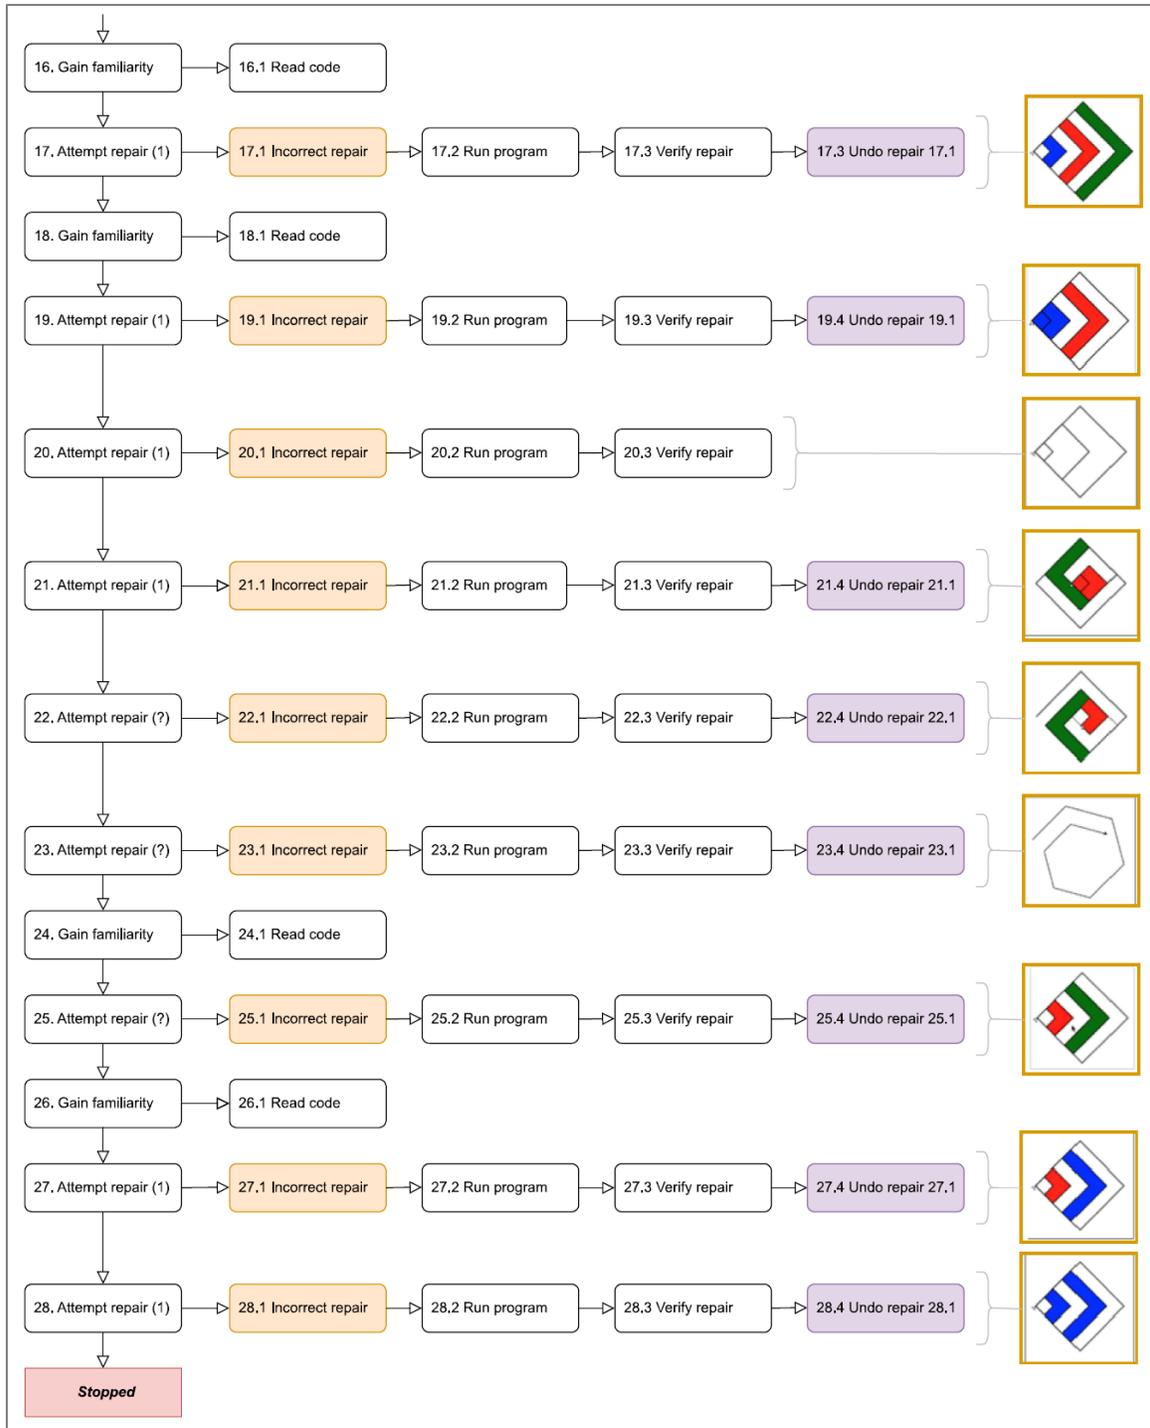 16. Gain familiarity
16.1 Read code
17. Attempt repair (1)
17.1 Incorrect repair
17.2 Run program
17.3 Verify repair
17.3 Undo repair 17.1
18. Gain familiarity
18.1 Read code
19. Attempt repair (1)
19.1 Incorrect repair
19.2 Run program
19.3 Verify repair
19.4 Undo repair 19.1
20. Attempt repair (1)
20.1 Incorrect repair
20.2 Run program
20.3 Verify repair
21. Attempt repair (1)
21.1 Incorrect repair
21.2 Run program
21.3 Verify repair
21.4 Undo repair 21.1
22. Attempt repair (?)
22.1 Incorrect repair
22.2 Run program
22.3 Verify repair
22.4 Undo repair 22.1
23. Attempt repair (?)
23.1 Incorrect repair
23.2 Run program
23.3 Verify repair
23.4 Undo repair 23.1
24. Gain familiarity
24.1 Read code
25. Attempt repair (?)
25.1 Incorrect repair
25.2 Run program
25.3 Verify repair
25.4 Undo repair 25.1
26. Gain familiarity
26.1 Read code
27. Attempt repair (1)
27.1 Incorrect repair
27.2 Run program
27.3 Verify repair
27.4 Undo repair 27.1
28. Attempt repair (1)
28.1 Incorrect repair
28.2 Run program
28.3 Verify repair
28.4 Undo repair 28.1
Stopped